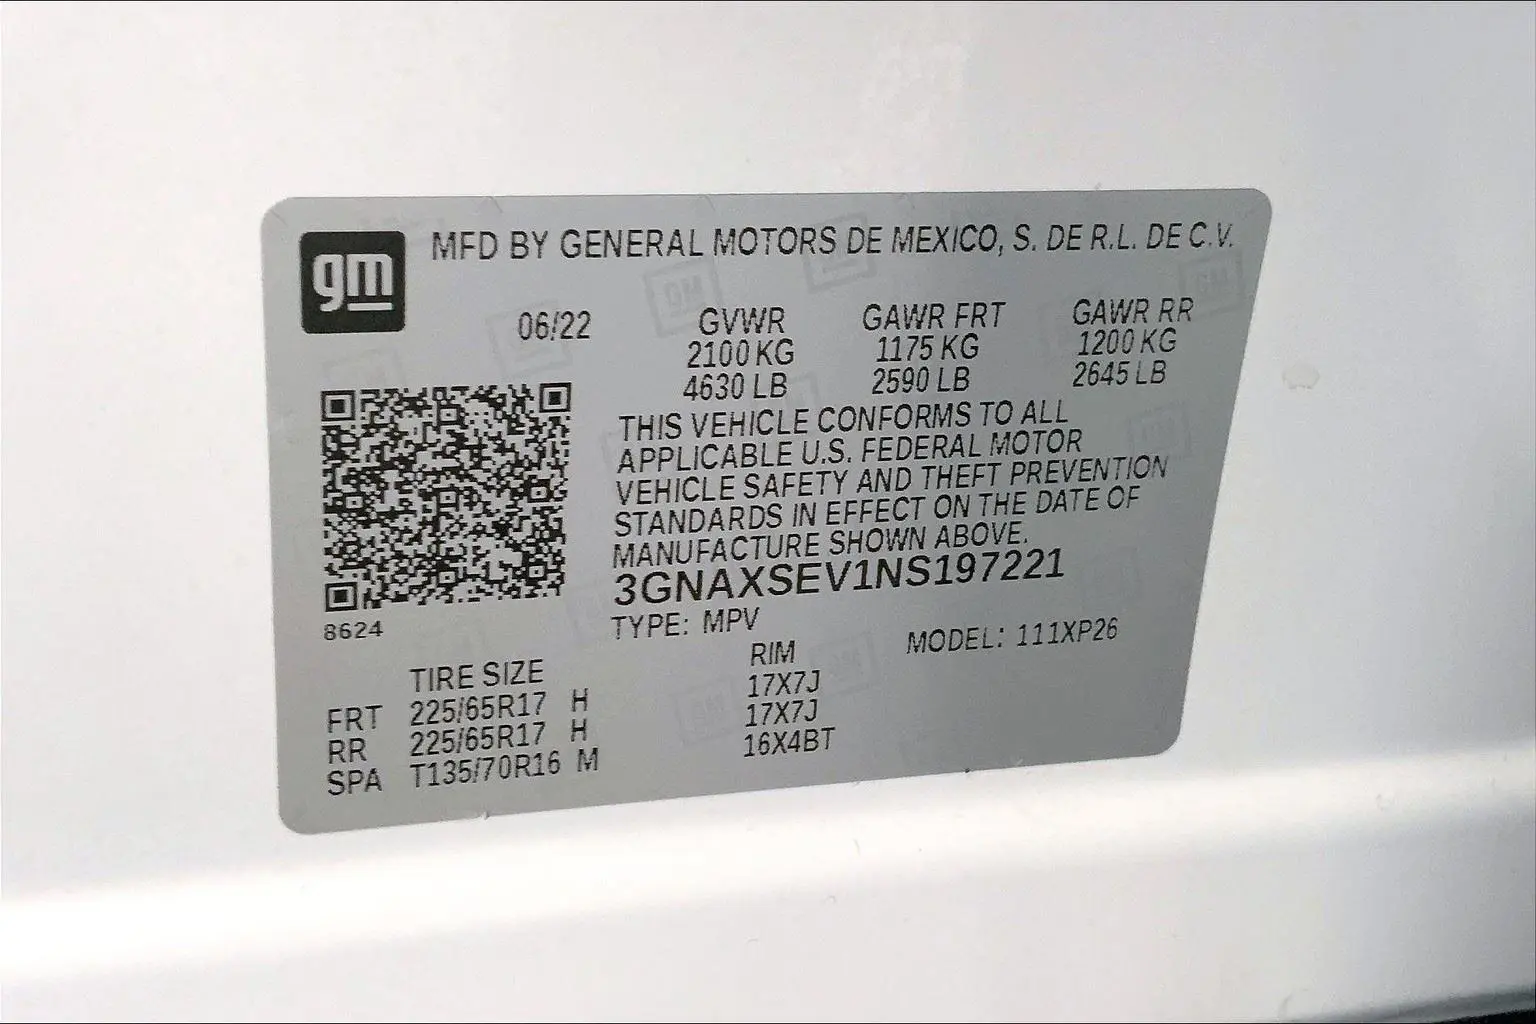 gm
MFD BY GENERAL MOTORS DE MEXICO, S. DE R.L. DE C.V.
06/22 GVWR GAWR FRT GAWR RR
2100 KG 1175 KG 1200 KG
4630 LB 2590 LB 2645 LB
THIS VEHICLE CONFORMS TO ALL
APPLICABLE U.S. FEDERAL MOTOR
VEHICLE SAFETY AND THEFT PREVENTION
STANDARDS IN EFFECT ON THE DATE OF
MANUFACTURE SHOWN ABOVE.
3GNAXSEV1NS197221
8624
TYPE: MPV MODEL: 111XP26
TIRE SIZE RIM
FRT 225/65R17 H 17X7J
RR 225/65R17 H 17X7J
SPA T135/70R16 M 16X4BT